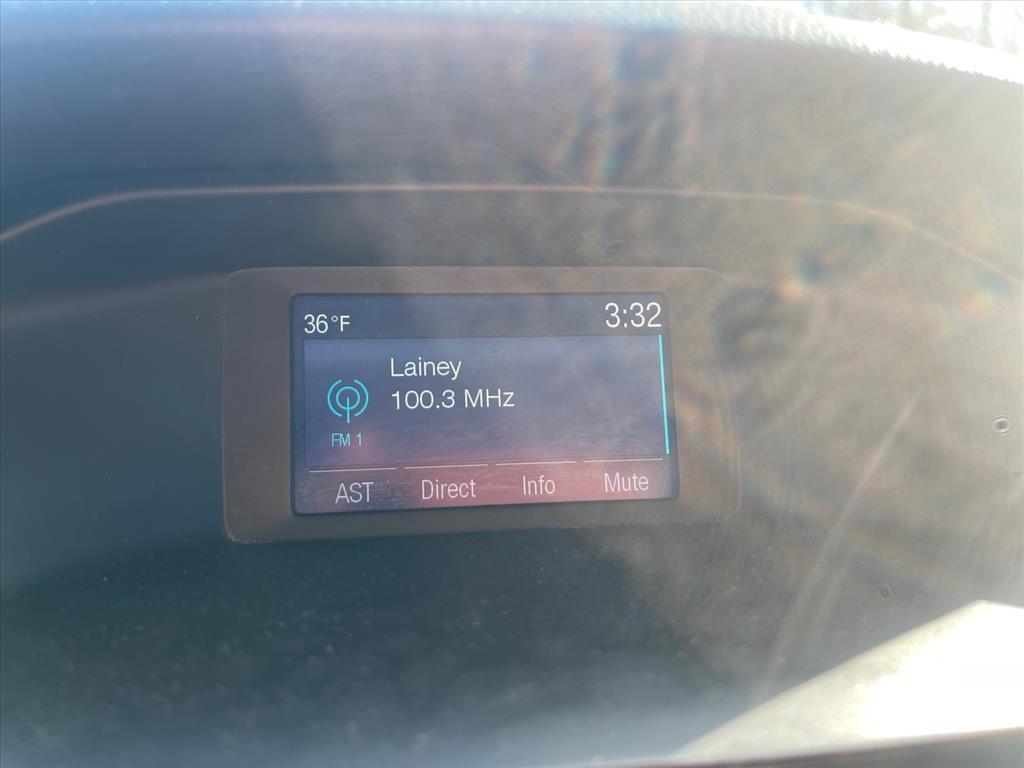 36°F
3:32
Lainey
100.3 MHz
FM 1
AST Direct Info Mute